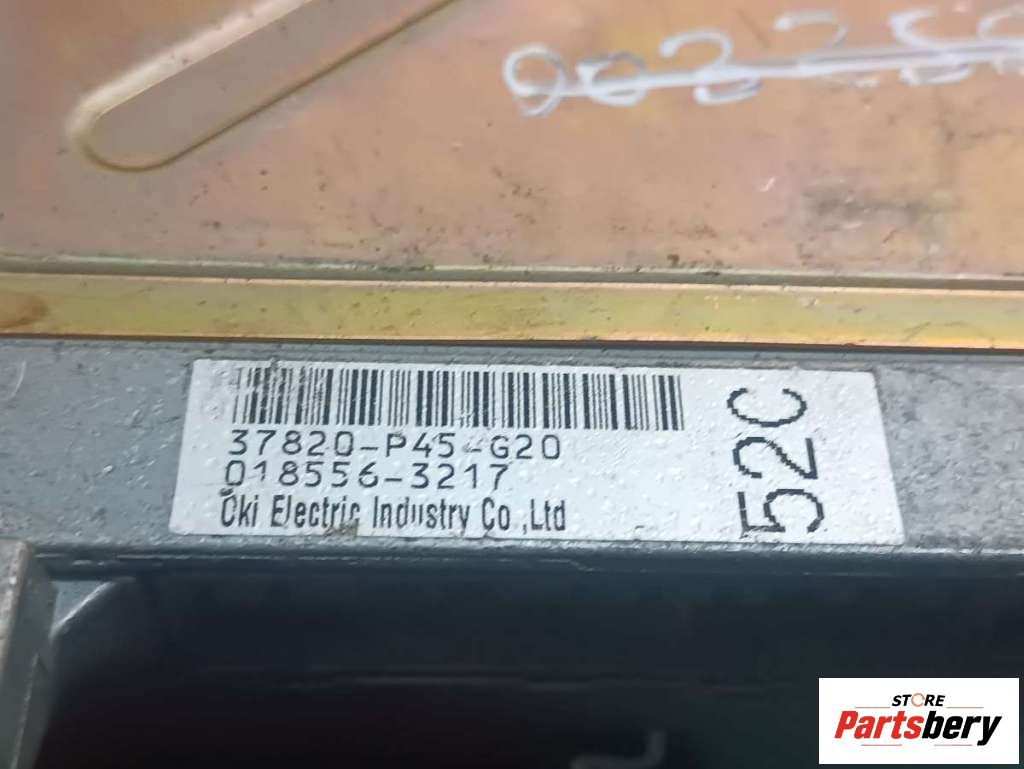 37820-P45-G20
018556-3217
Oki Electric Industry Co.,Ltd
52C
STORE
Partsbery